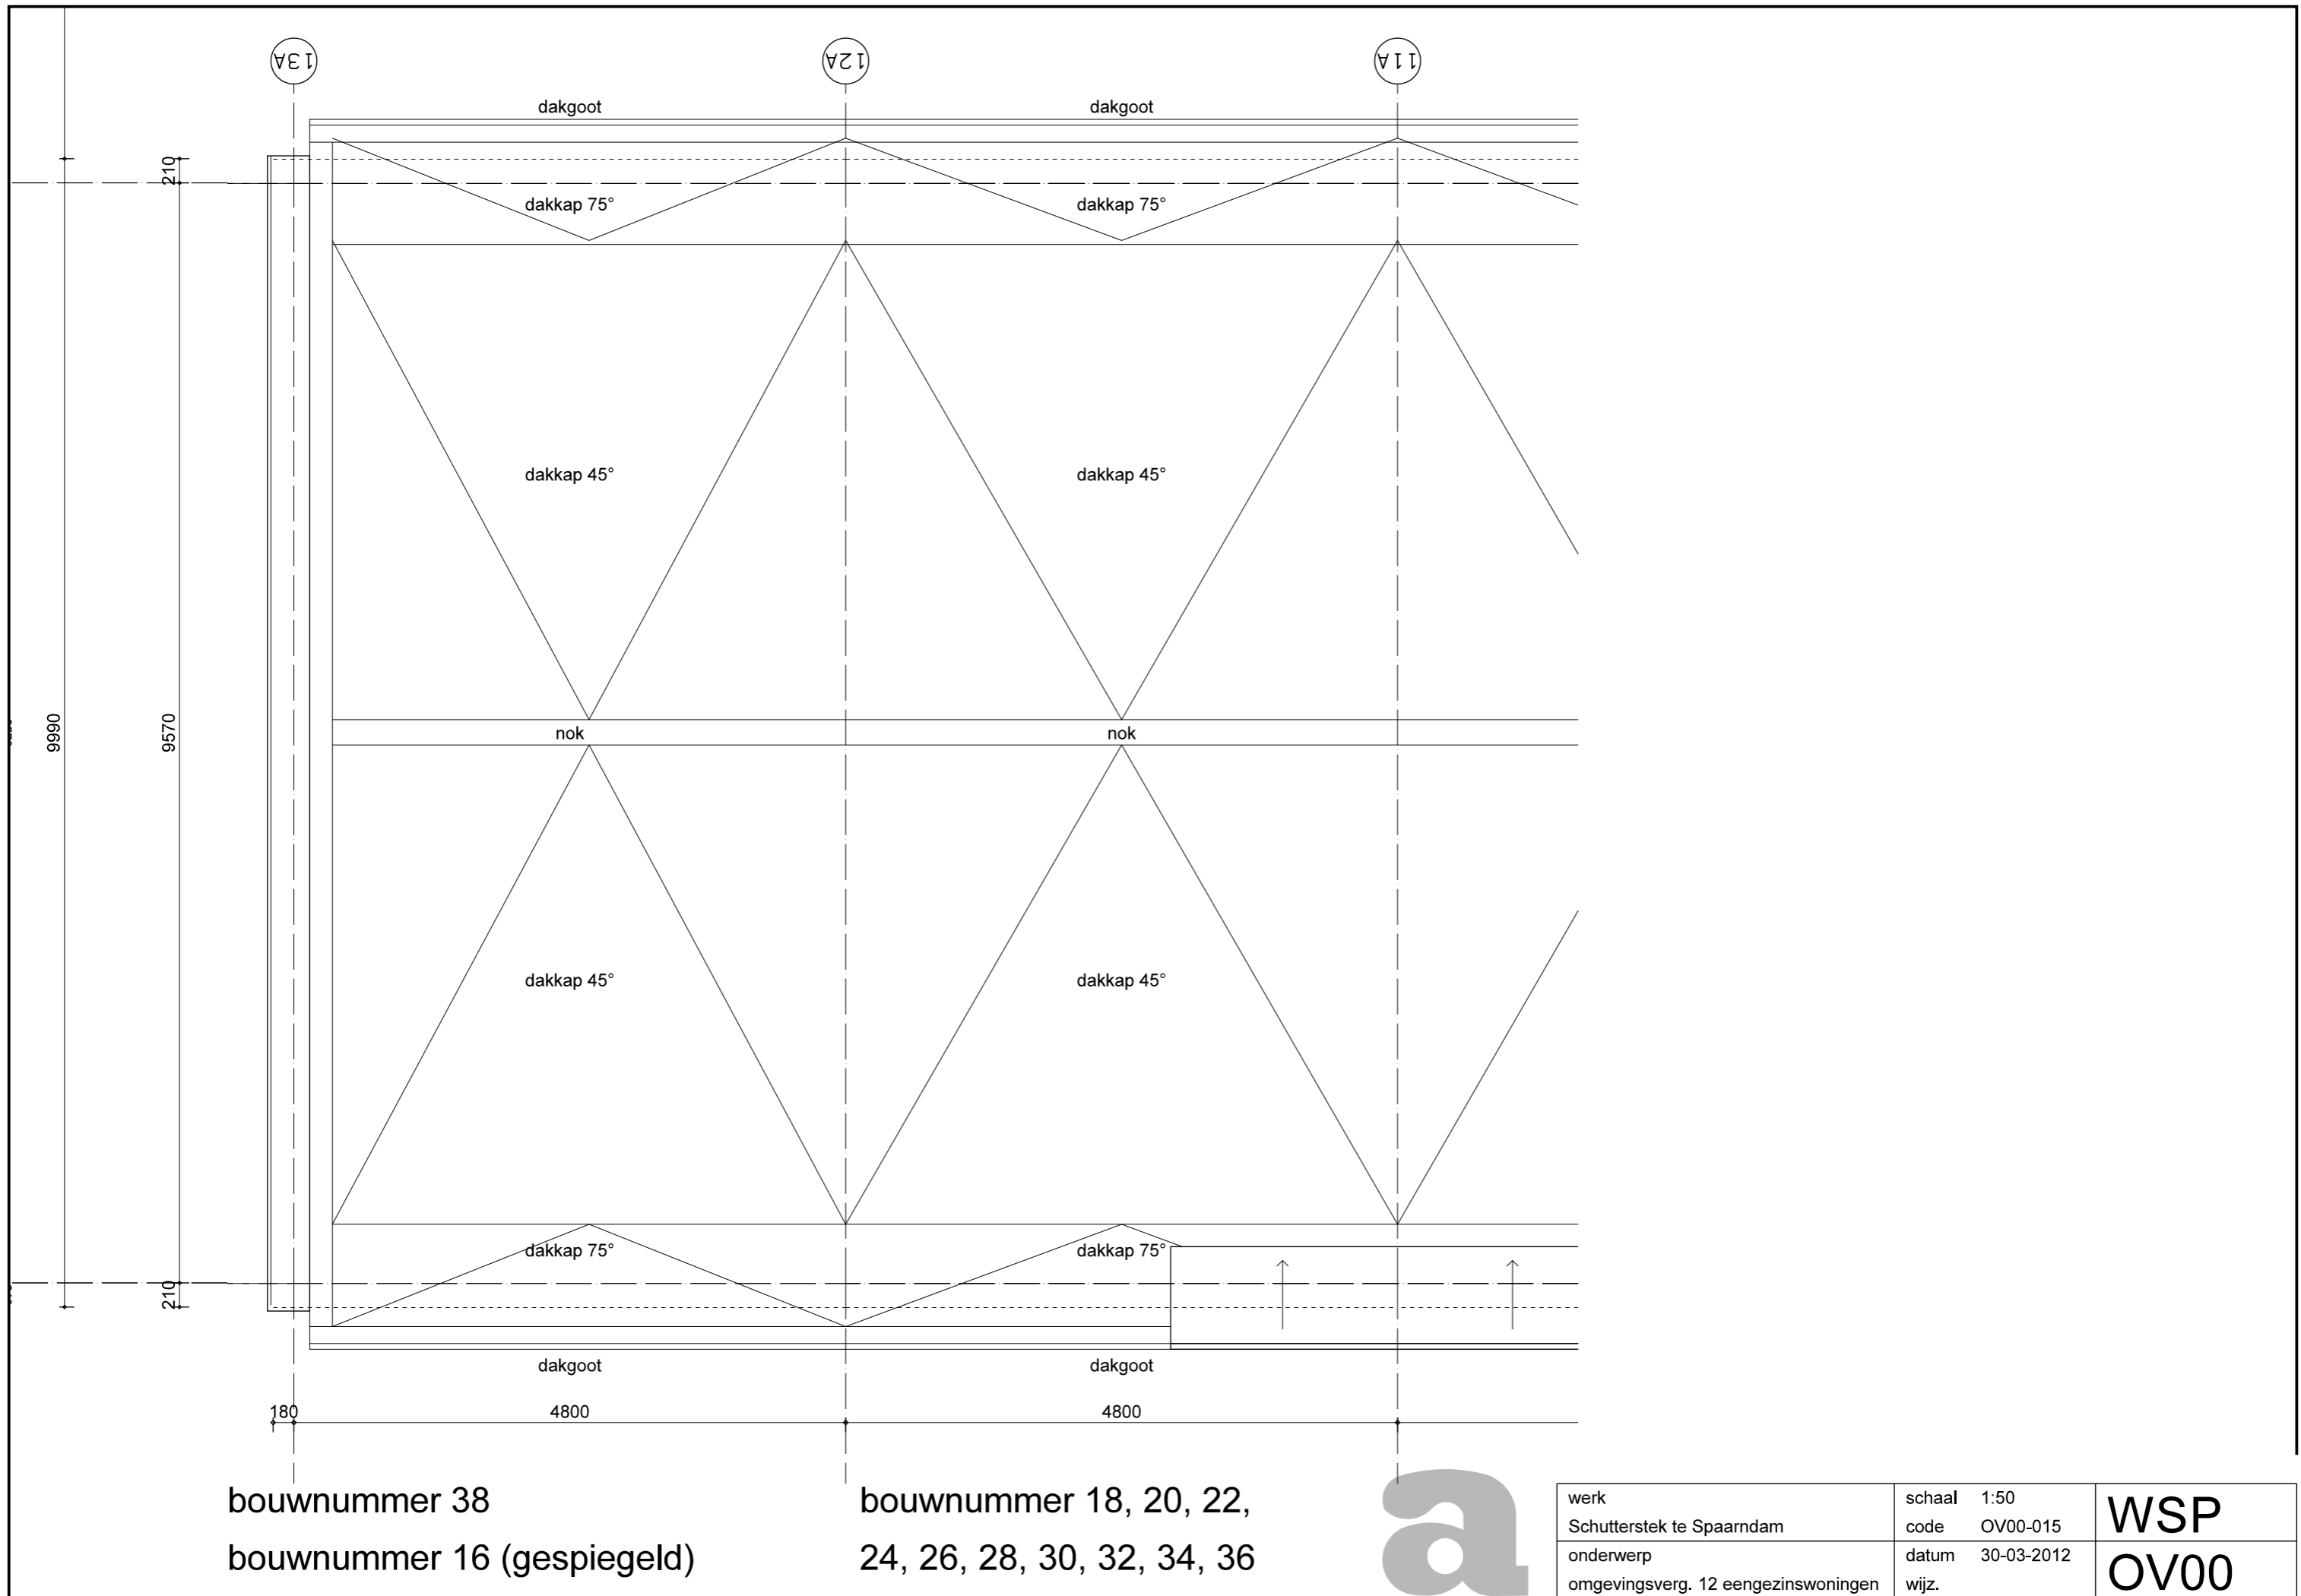 13A
12A
11A
dakgoot
dakgoot
210
dakkap 75°
dakkap 75°
dakkap 45°
dakkap 45°
9990
9570
nok
nok
dakkap 45°
dakkap 45°
dakkap 75°
dakkap 75°
210
dakgoot
dakgoot
180
4800
4800
bouwnummer 38
bouwnummer 16 (gespiegeld)
bouwnummer 18, 20, 22,
24, 26, 28, 30, 32, 34, 36
a
werk
Schutterstek te Spaarndam
onderwerp
omgevingsverg. 12 eengezinswoningen
schaal 1:50
code OV00-015
datum 30-03-2012
wijz.
WSP
OV00